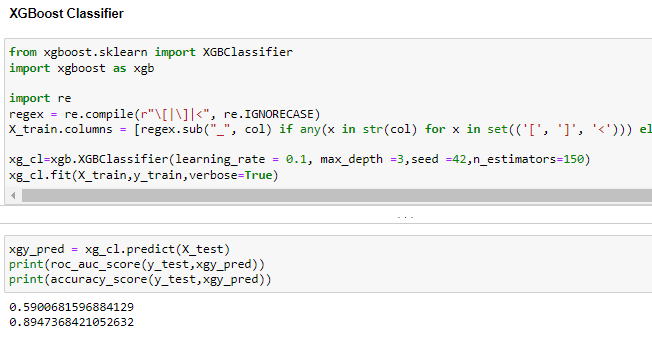 XGBoost Classifier
from xgboost.sklearn import XGBClassifier
import xgboost as xgb
import re
regex = re.compile(r"\[|\]|<", re.IGNORECASE)
X_train.columns = [regex.sub("_", col) if any(x in str(col) for x in set(('[', ']', '<'))) el
xg_cl=xgb.XGBClassifier(learning_rate = 0.1, max_depth =3,seed =42,n_estimators=150)
xg_cl.fit(X_train,y_train,verbose=True)
...
xgy_pred = xg_cl.predict(X_test)
print(roc_auc_score(y_test,xgy_pred))
print(accuracy_score(y_test,xgy_pred))
0.5900681596884129
0.8947368421052632